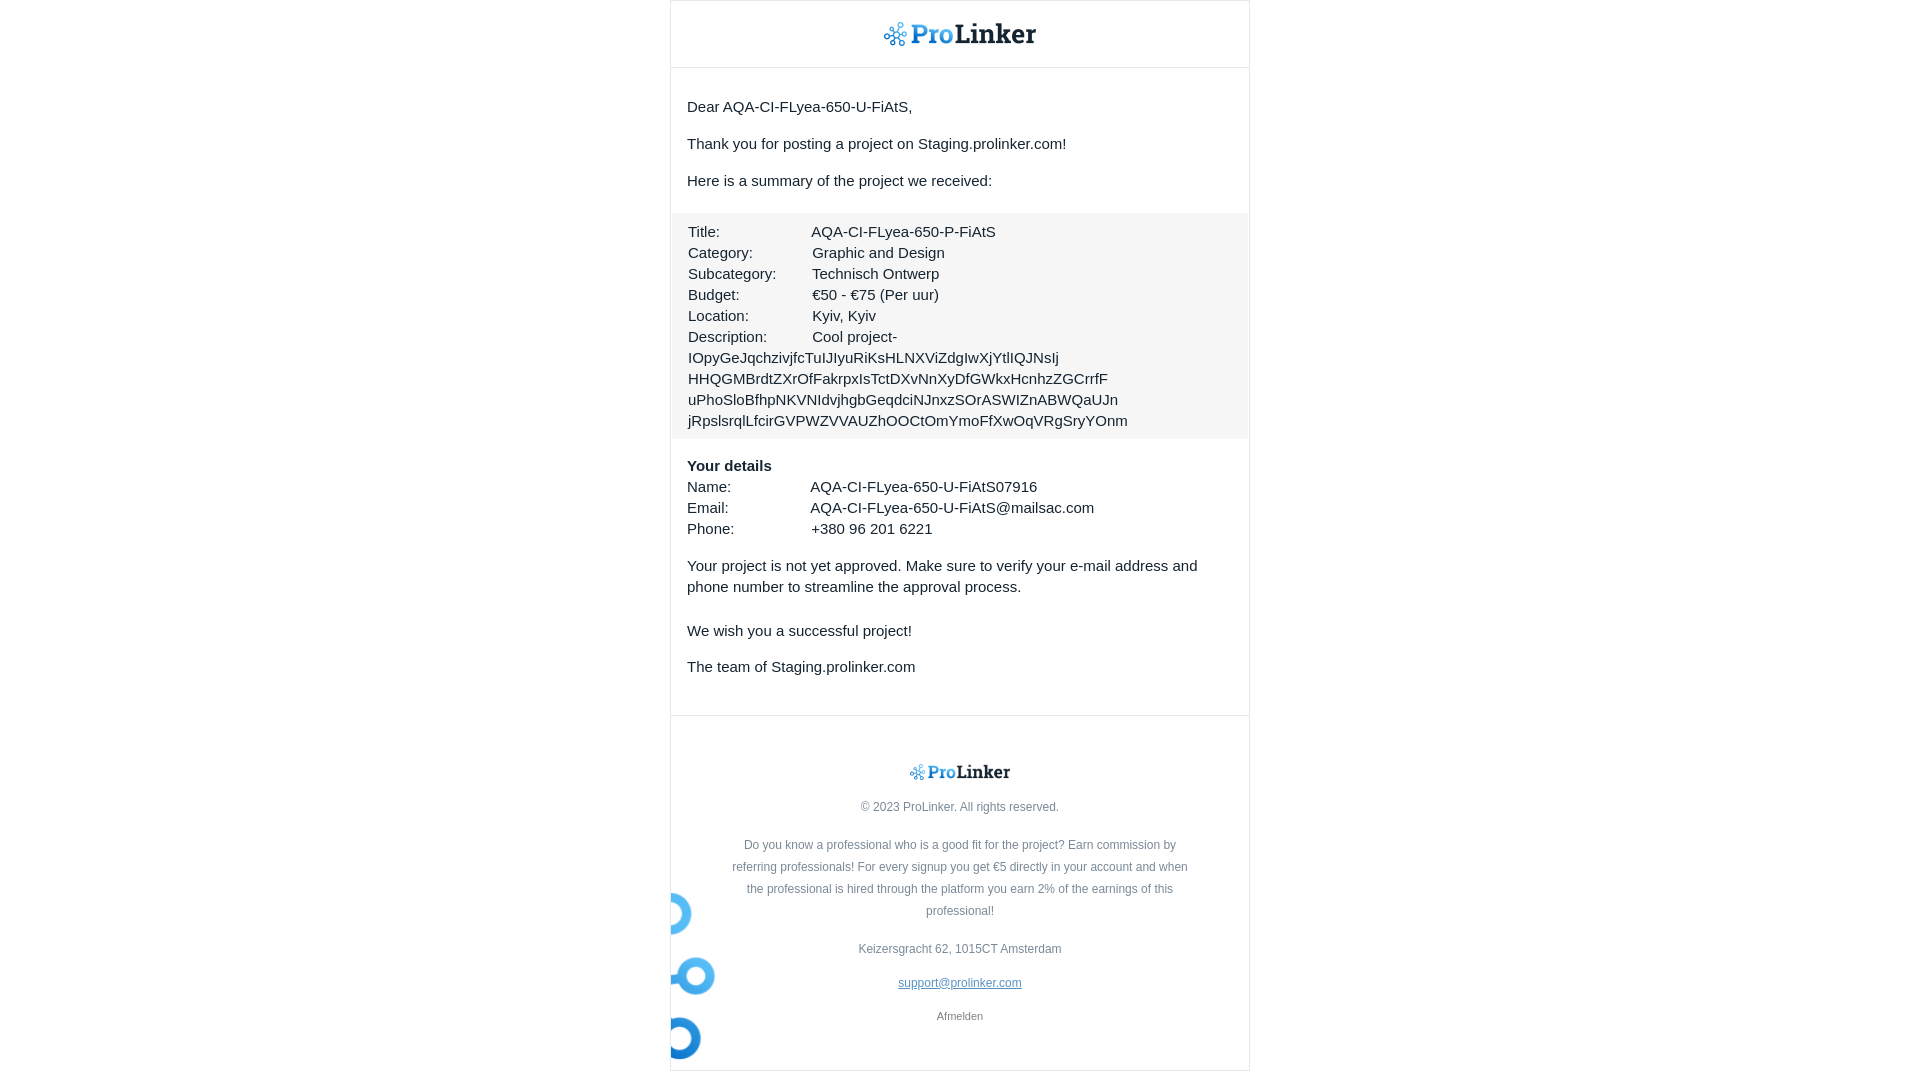 ProLinker
Dear AQA-CI-FLyea-650-U-FiAtS,
Thank you for posting a project on Staging.prolinker.com!
Here is a summary of the project we received:
Title: AQA-CI-FLyea-650-P-FiAtS
Category: Graphic and Design
Subcategory: Technisch Ontwerp
Budget: €50 - €75 (Per uur)
Location: Kyiv, Kyiv
Description: Cool project-
IOpyGeJqchzivjfcTuIJIyuRiKsHLNXViZdgIwXjYtlIQJNsIj
HHQGMBrdtZXrOfFakrpxIsTctDXvNnXyDfGWkxHcnhzZGCrrfF
uPhoSloBfhpNKVNIdvjhgbGeqdciNJnxzSOrASWIZnABWQaUJn
jRpslsrqlLfcirGVPWZVVAUZhOOCtOmYmoFfXwOqVRgSryYOnm
Your details
Name: AQA-CI-FLyea-650-U-FiAtS07916
Email: AQA-CI-FLyea-650-U-FiAtS@mailsac.com
Phone: +380 96 201 6221
Your project is not yet approved. Make sure to verify your e-mail address and
phone number to streamline the approval process.
We wish you a successful project!
The team of Staging.prolinker.com
ProLinker
© 2023 ProLinker. All rights reserved.
Do you know a professional who is a good fit for the project? Earn commission by
referring professionals! For every signup you get €5 directly in your account and when
the professional is hired through the platform you earn 2% of the earnings of this
professional!
Keizersgracht 62, 1015CT Amsterdam
support@prolinker.com
Afmelden